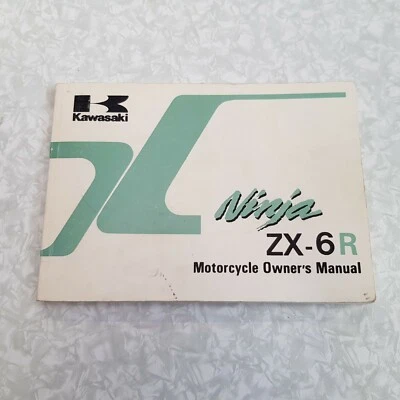 Kawasaki
Ninja
ZX-6R
Motorcycle Owner's Manual